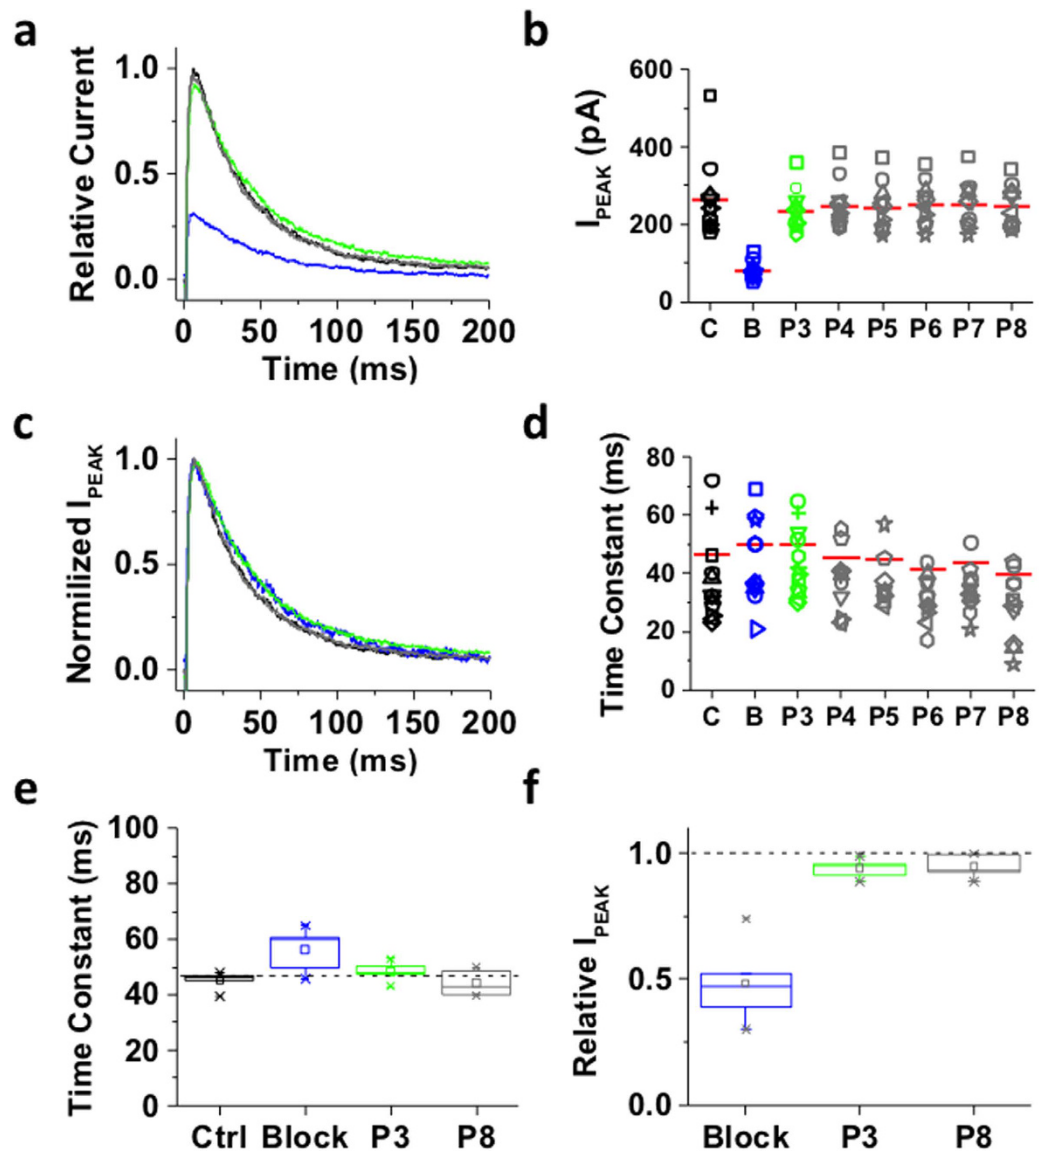 a
Relative Current
1.0
0.5
0.0
0 50 100 150 200
Time (ms)
b
I PEAK (pA)
600
400
200
0
C B P3 P4 P5 P6 P7 P8
c
Normilized I PEAK
1.0
0.5
0.0
0 50 100 150 200
Time (ms)
d
Time Constant (ms)
80
60
40
20
0
C B P3 P4 P5 P6 P7 P8
e
Time Constant (ms)
100
80
60
40
20
0
Ctrl Block P3 P8
f
Relative I PEAK
1.0
0.5
0.0
Block P3 P8